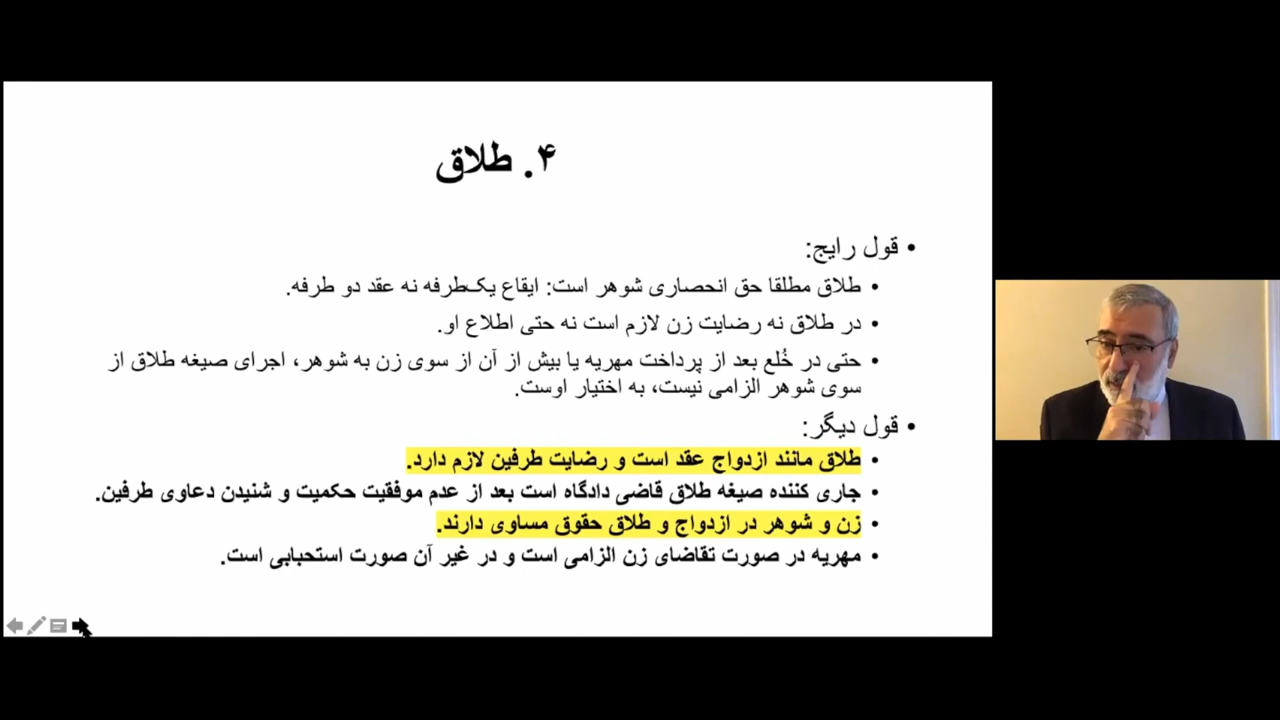 ۴. طلاق
• قول رایج:
• طلاق مطلقا حق انحصاری شوهر است: ایقاع یک‌طرفه نه عقد دو طرفه.
• در طلاق نه رضایت زن لازم است نه حتی اطلاع او.
• حتی در خُلع بعد از پرداخت مهریه یا بیش از آن از سوی زن به شوهر، اجرای صیغه طلاق از
سوی شوهر الزامی نیست، به اختیار اوست.
• قول دیگر:
• طلاق مانند ازدواج عقد است و رضایت طرفین لازم دارد.
• جاری کننده صیغه طلاق قاضی دادگاه است بعد از عدم موفقیت حکمیت و شنیدن دعاوی طرفین.
• زن و شوهر در ازدواج و طلاق حقوق مساوی دارند.
• مهریه در صورت تقاضای زن الزامی است و در غیر آن صورت استحبابی است.